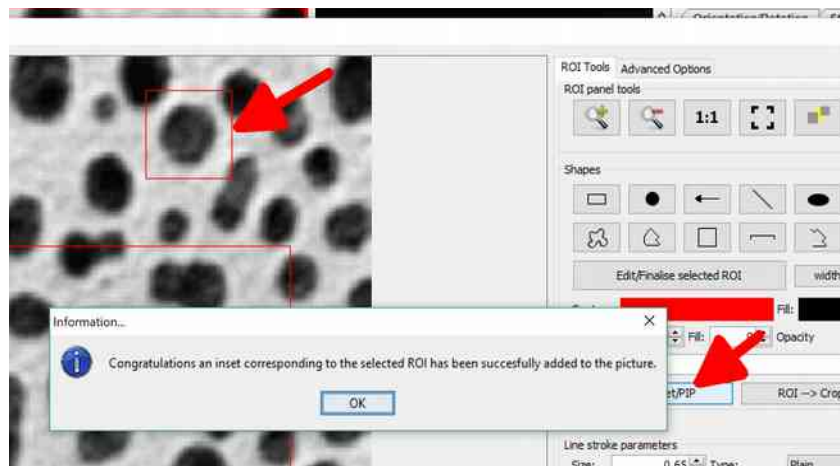 Orientation/Rotation
ROI Tools
Advanced Options
ROI panel tools
1:1
Shapes
Edit/Finalise selected ROI
width
Fill:
Information...
Fill:
Opacity
Congratulations an inset corresponding to the selected ROI has been succesfully added to the picture.
OK
et/PIP
ROI --> Crop
Line stroke parameters
Size:
0.65
Type:
Plain